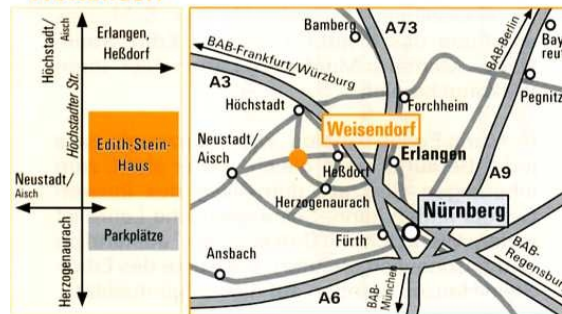 Höchstadt/
Aisch
Erlangen,
Heßdorf
Höchstadter Str.
Edith-Stein-
Haus
Neustadt/
Aisch
Parkplätze
Herzogenaurach
Bamberg
A73
BAB-Berlin
Bay
reut
BAB-Frankfurt/Würzburg
A3
Pegnitz
Höchstadt
Forchheim
Weisendorf
Neustadt/
Aisch
Erlangen
Heßdorf
A9
Herzogenaurach
Nürnberg
Fürth
Ansbach
BAB-
Regensburg
BAB-
München
A6